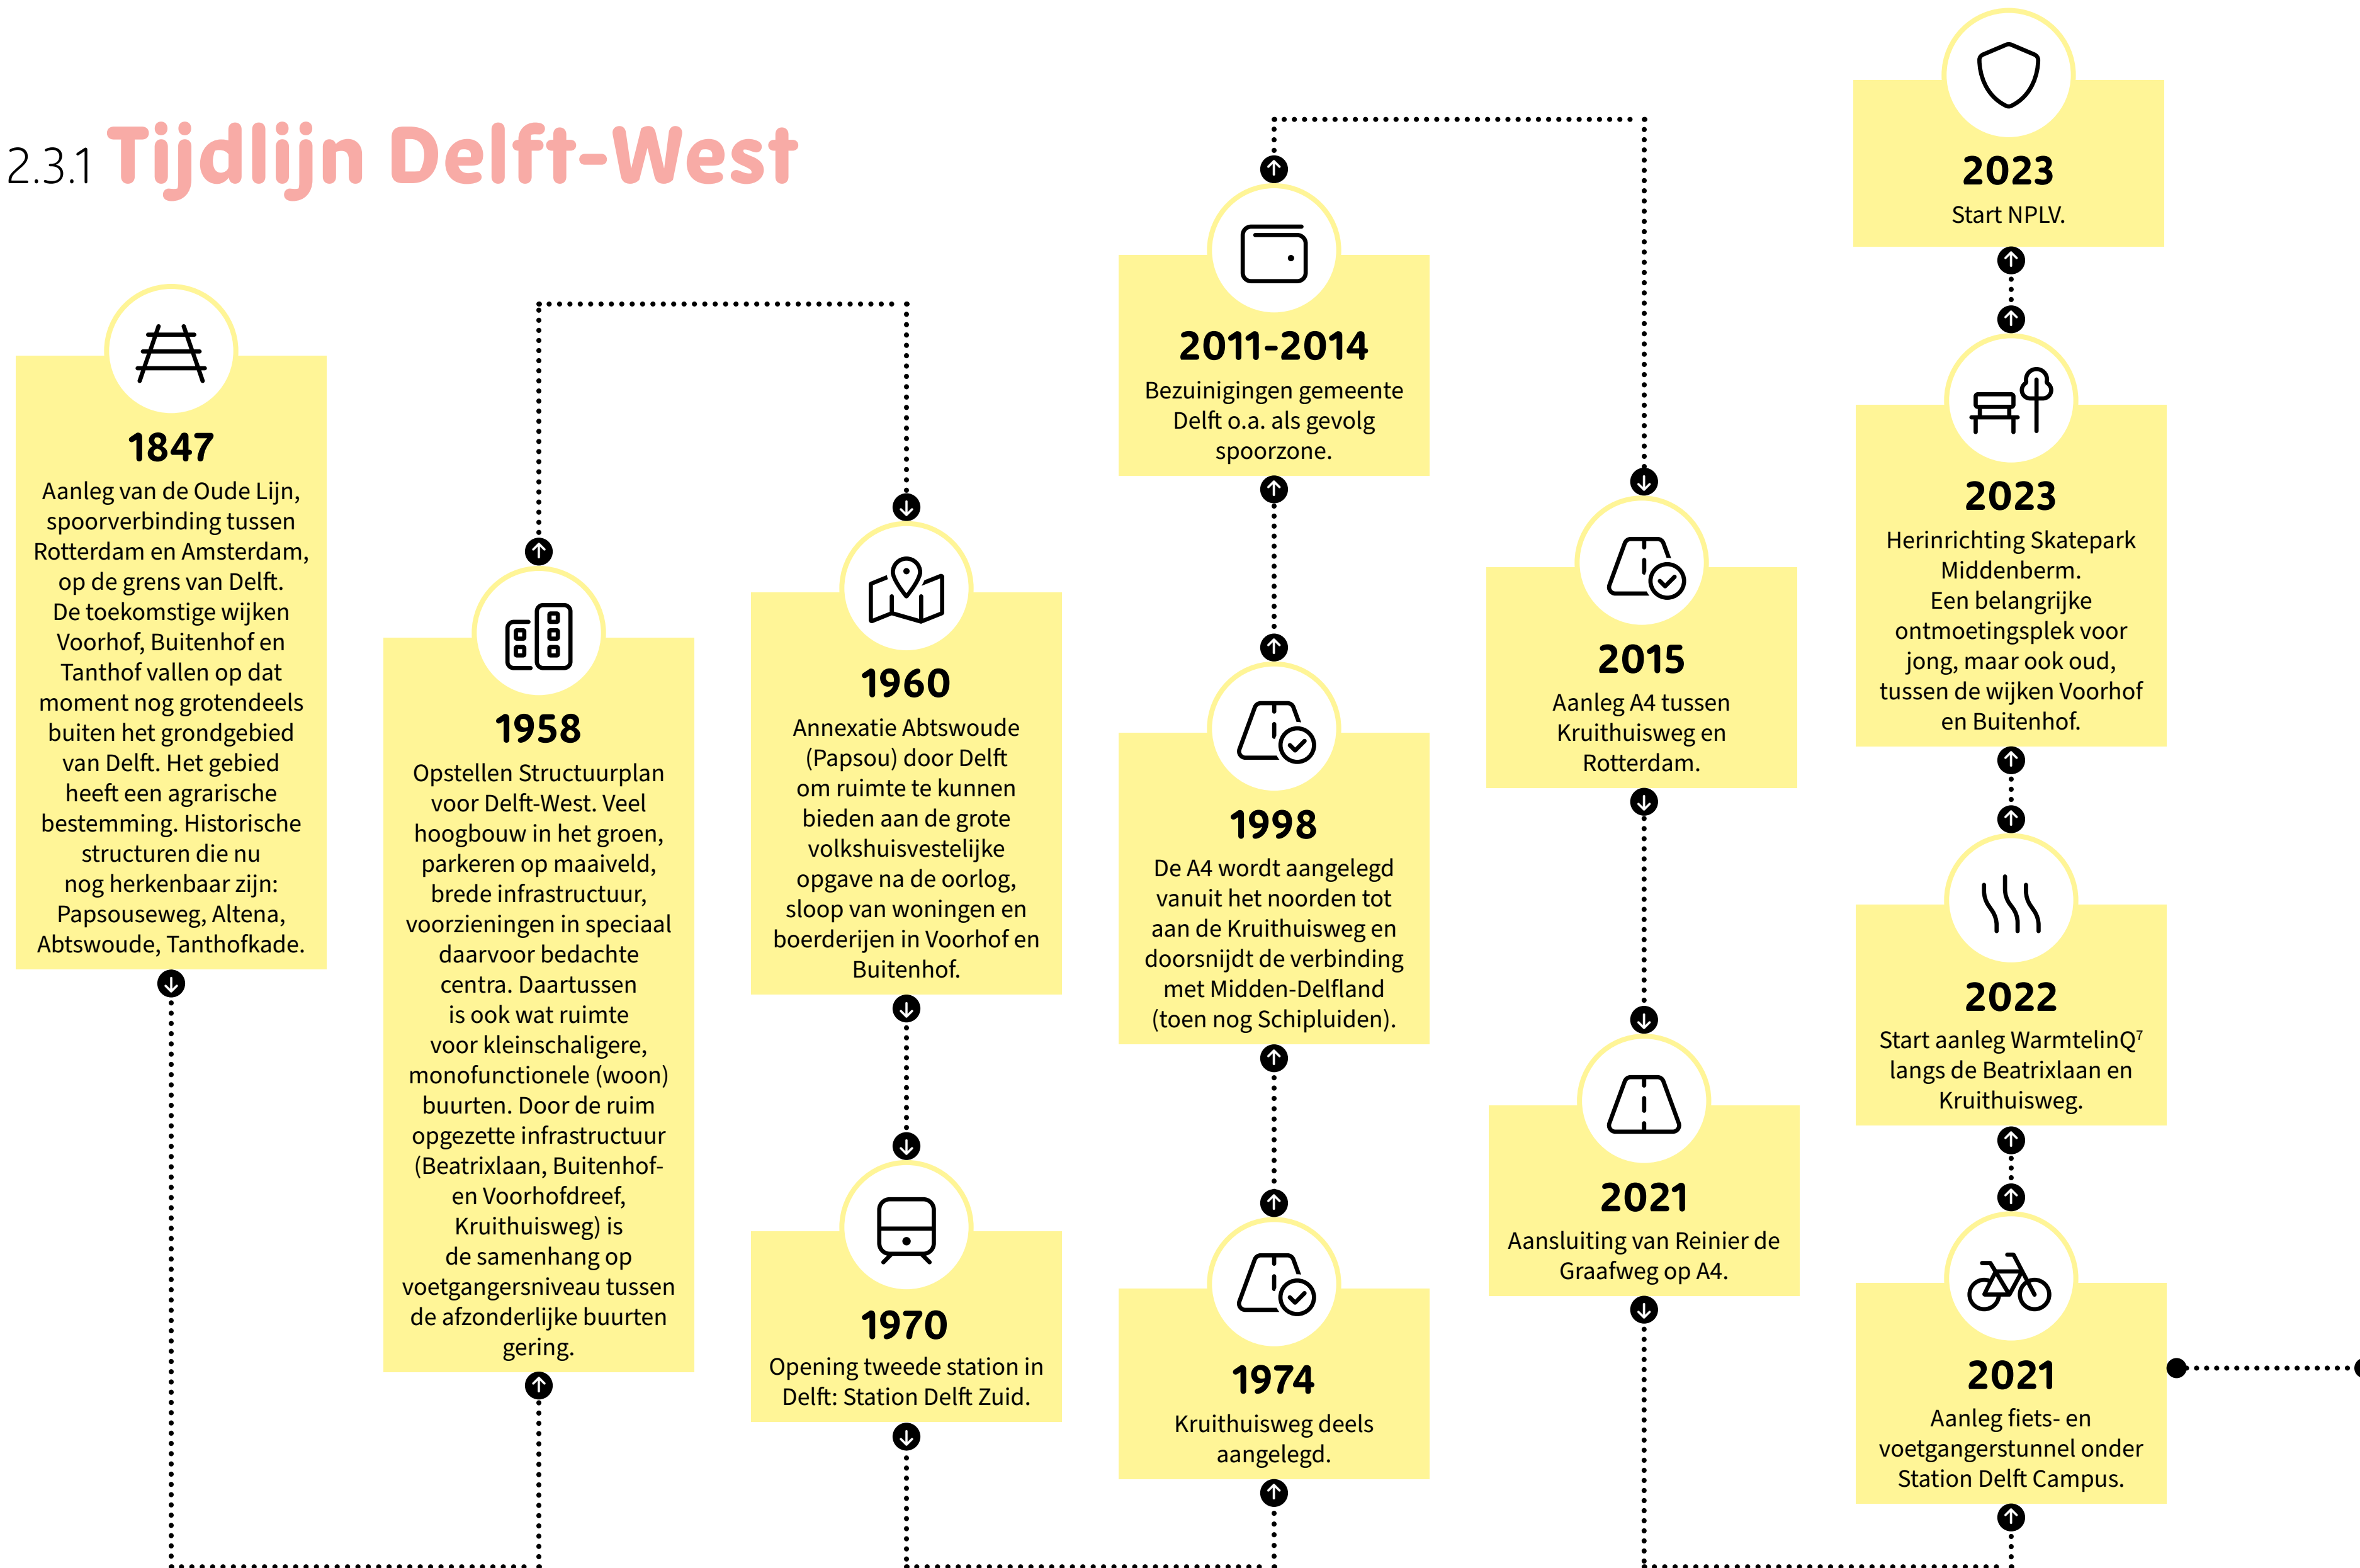 2.3.1 Tijdlijn Delft-West
1847
Aanleg van de Oude Lijn,
spoorverbinding tussen
Rotterdam en Amsterdam,
op de grens van Delft.
De toekomstige wijken
Voorhof, Buitenhof en
Tanthof vallen op dat
moment nog grotendeels
buiten het grondgebied
van Delft. Het gebied
heeft een agrarische
bestemming. Historische
structuren die nu
nog herkenbaar zijn:
Papsouseweg, Altena,
Abtswoude, Tanthofkade.
1958
Opstellen Structuurplan
voor Delft-West. Veel
hoogbouw in het groen,
parkeren op maaiveld,
brede infrastructuur,
voorzieningen in speciaal
daarvoor bedachte
centra. Daartussen
is ook wat ruimte
voor kleinschaligere,
monofunctionele (woon)
buurten. Door de ruim
opgezette infrastructuur
(Beatrixlaan, Buitenhof-
en Voorhofdreef,
Kruithuisweg) is
de samenhang op
voetgangersniveau tussen
de afzonderlijke buurten
gering.
1960
Annexatie Abtswoude
(Papsou) door Delft
om ruimte te kunnen
bieden aan de grote
volkshuisvestelijke
opgave na de oorlog,
sloop van woningen en
boerderijen in Voorhof en
Buitenhof.
1970
Opening tweede station in
Delft: Station Delft Zuid.
1974
Kruithuisweg deels
aangelegd.
1998
De A4 wordt aangelegd
vanuit het noorden tot
aan de Kruithuisweg en
doorsnijdt de verbinding
met Midden-Delfland
(toen nog Schipluiden).
2011-2014
Bezuinigingen gemeente
Delft o.a. als gevolg
spoorzone.
2015
Aanleg A4 tussen
Kruithuisweg en
Rotterdam.
2021
Aansluiting van Reinier de
Graafweg op A4.
2021
Aanleg fiets- en
voetgangerstunnel onder
Station Delft Campus.
2022
Start aanleg WarmtelinQ⁷
langs de Beatrixlaan en
Kruithuisweg.
2023
Herinrichting Skatepark
Middenberm.
Een belangrijke
ontmoetingsplek voor
jong, maar ook oud,
tussen de wijken Voorhof
en Buitenhof.
2023
Start NPLV.